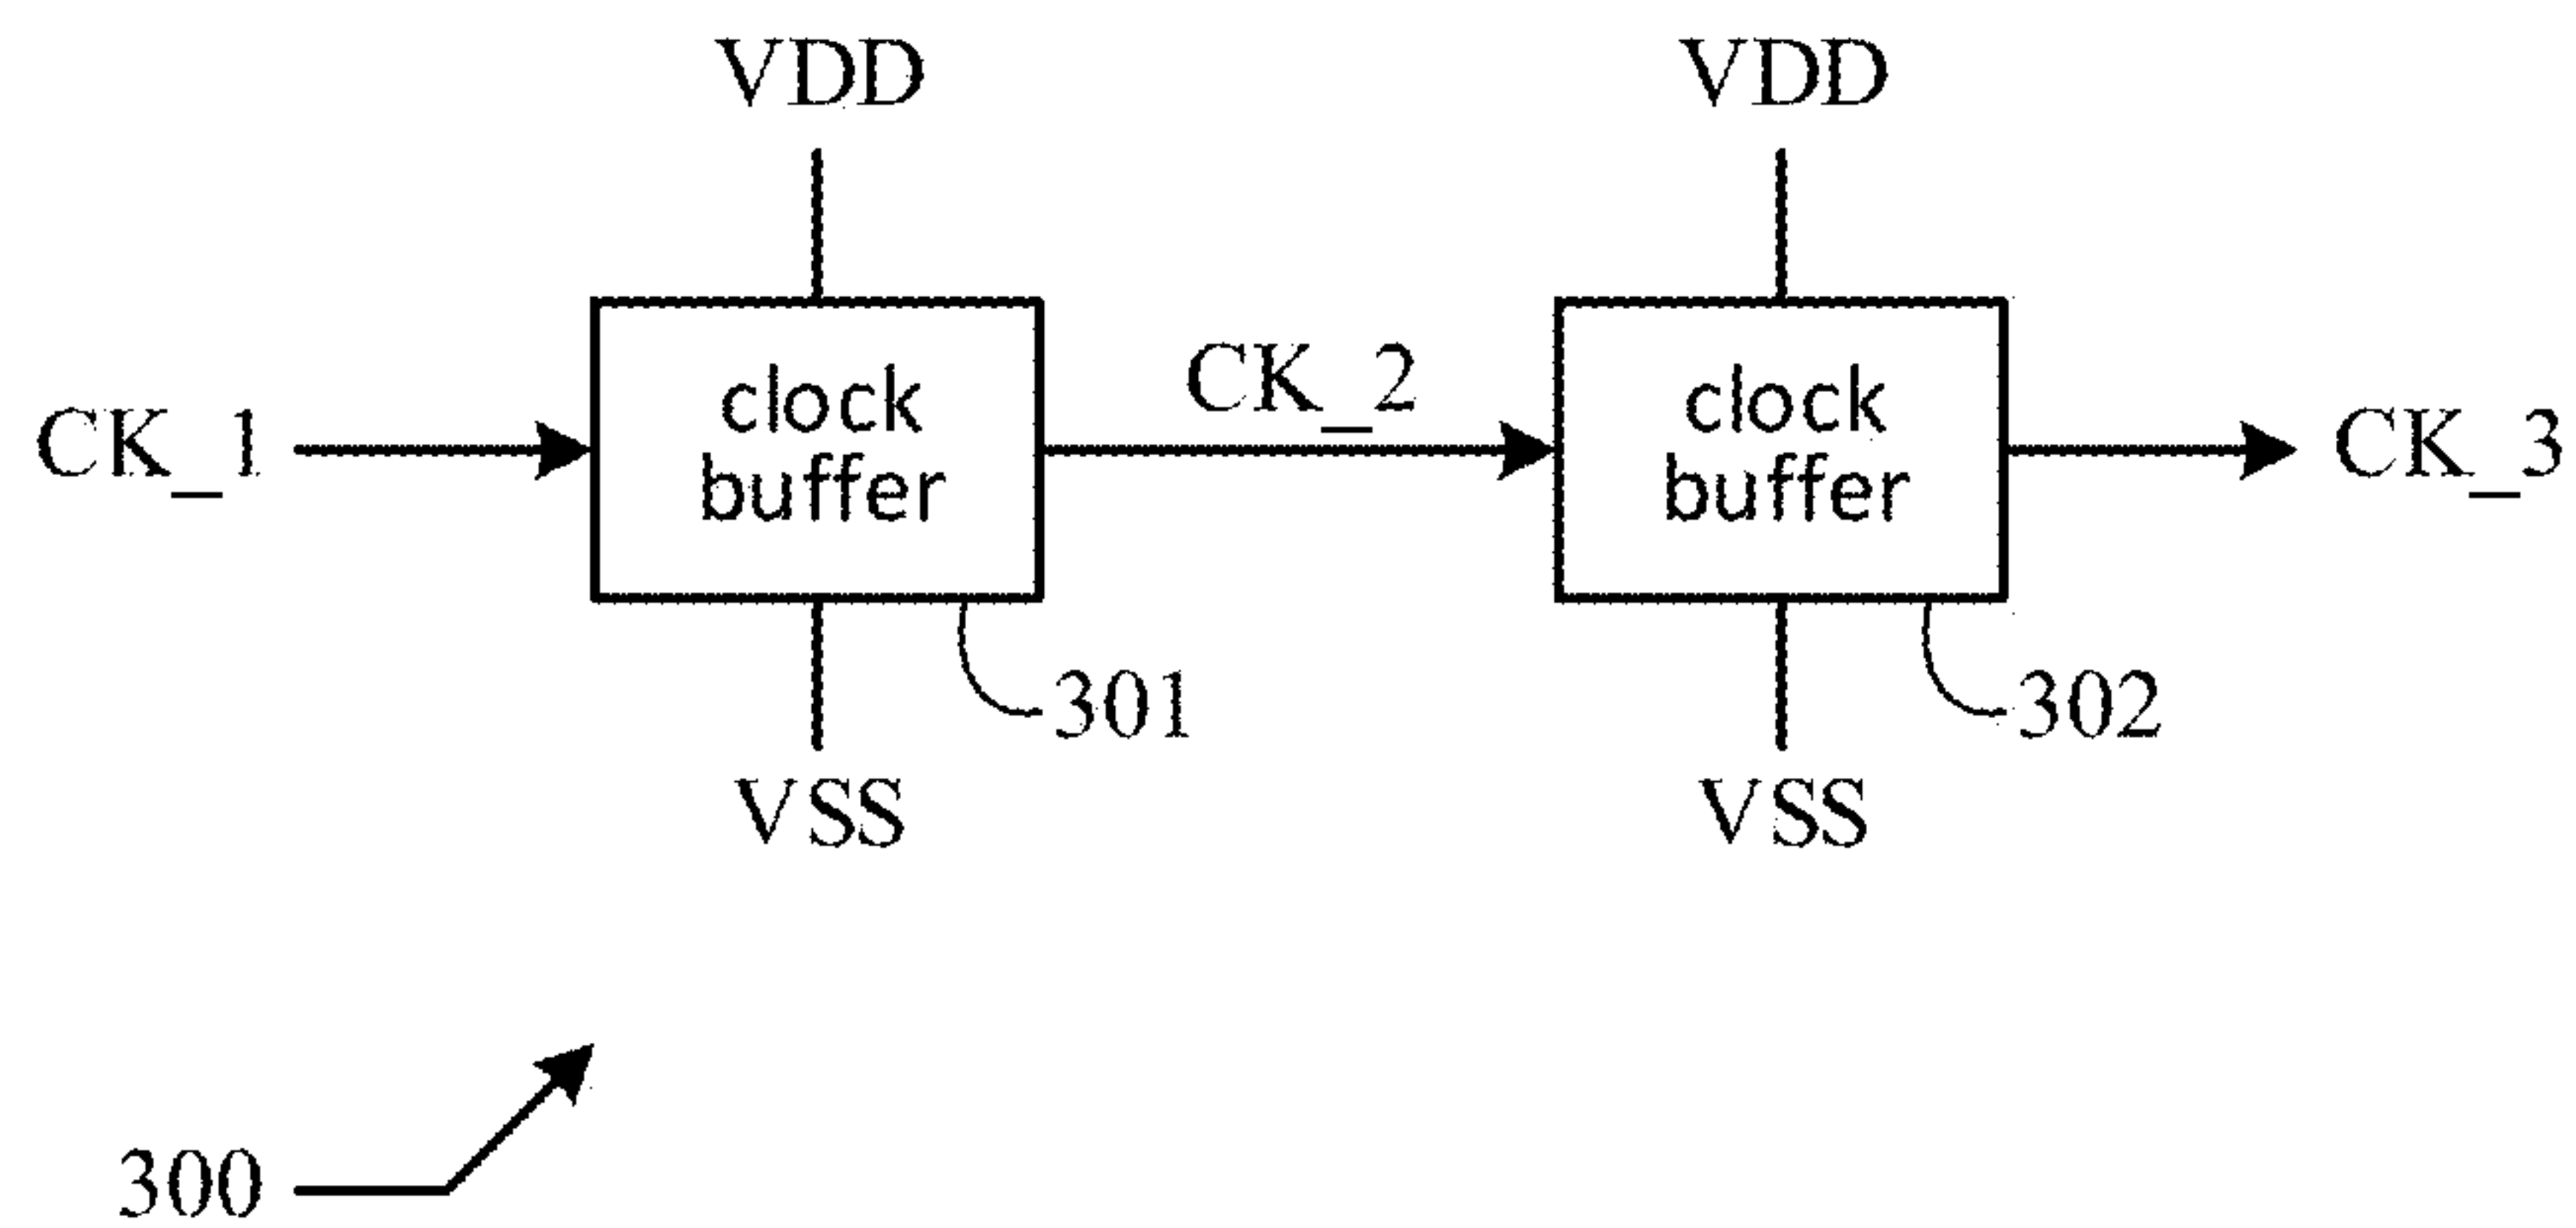 VDD
VDD
CK_1
clock
buffer
CK_2
clock
buffer
CK_3
301
302
VSS
VSS
300